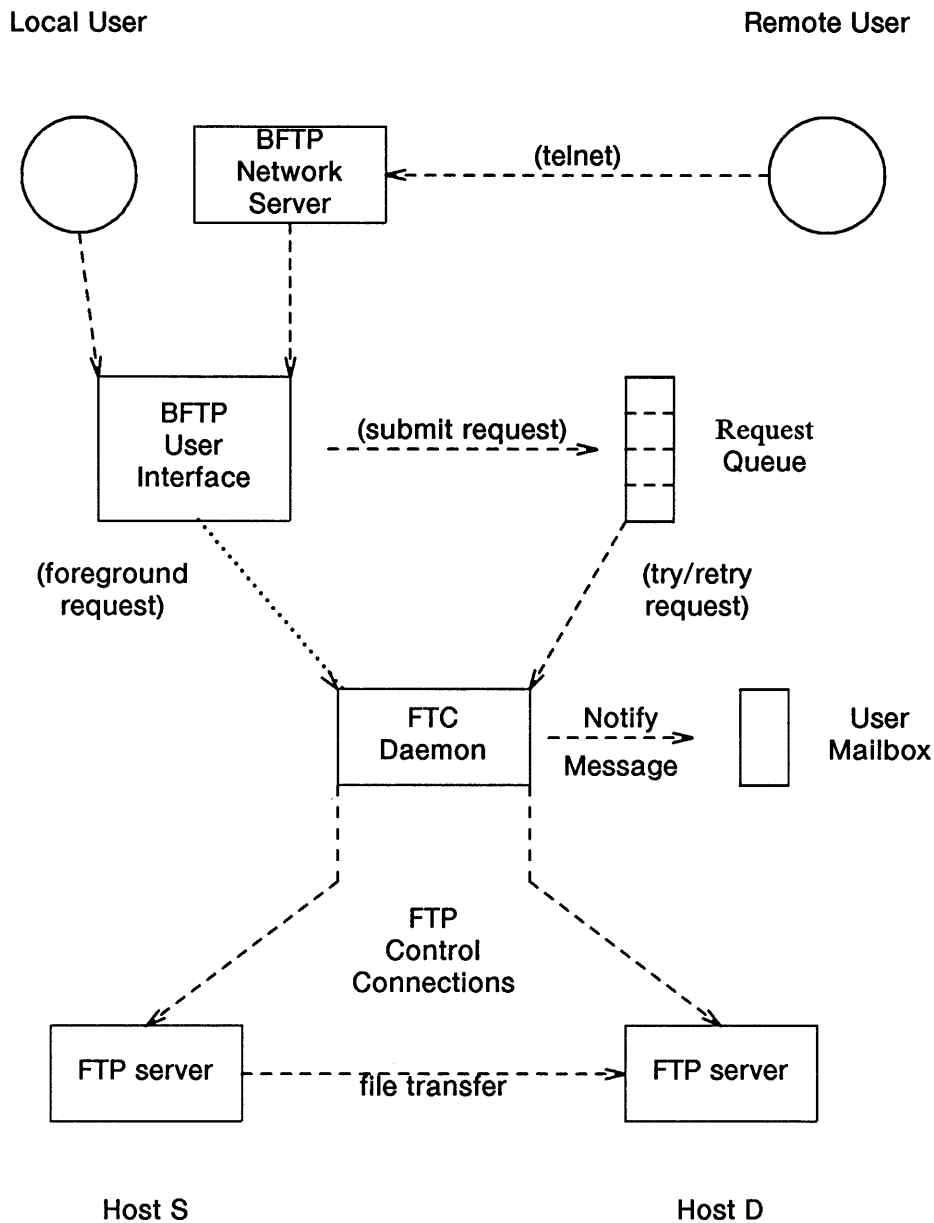 Local User
Remote User
BFTP
Network
Server
(telnet)
BFTP
User
Interface
(submit request)
Request
Queue
(foreground
request)
(try/retry
request)
FTC
Daemon
Notify
Message
User
Mailbox
FTP
Control
Connections
FTP server
file transfer
FTP server
Host S
Host D